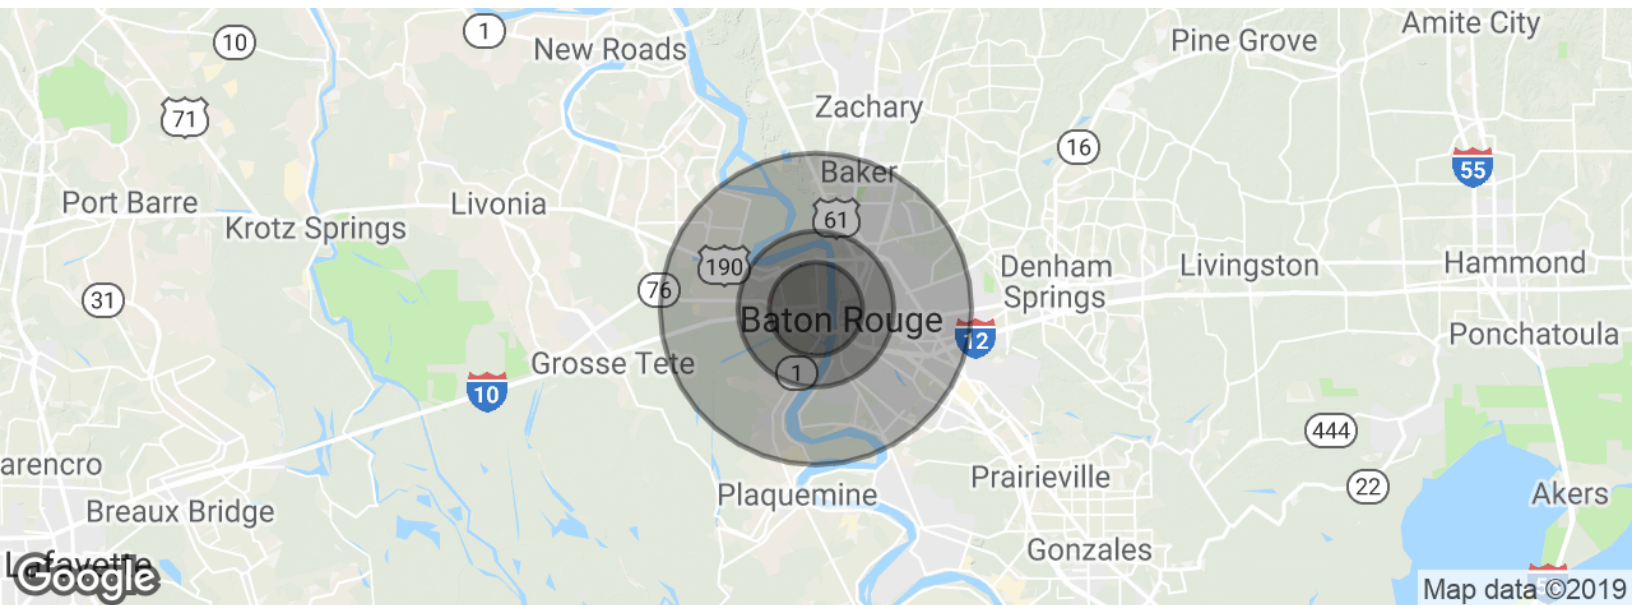 Amite City
1
Pine Grove
10
New Roads
Zachary
71
16
55
Baker
Port Barre
Livonia
61
Krotz Springs
190
Denham
Springs
Livingston
Hammond
76
31
Baton Rouge
12
Ponchatoula
Grosse Tete
1
10
444
arencro
Prairieville
22
Plaquemine
Akers
Breaux Bridge
Gonzales
Lafayette
Google
Map data ©2019